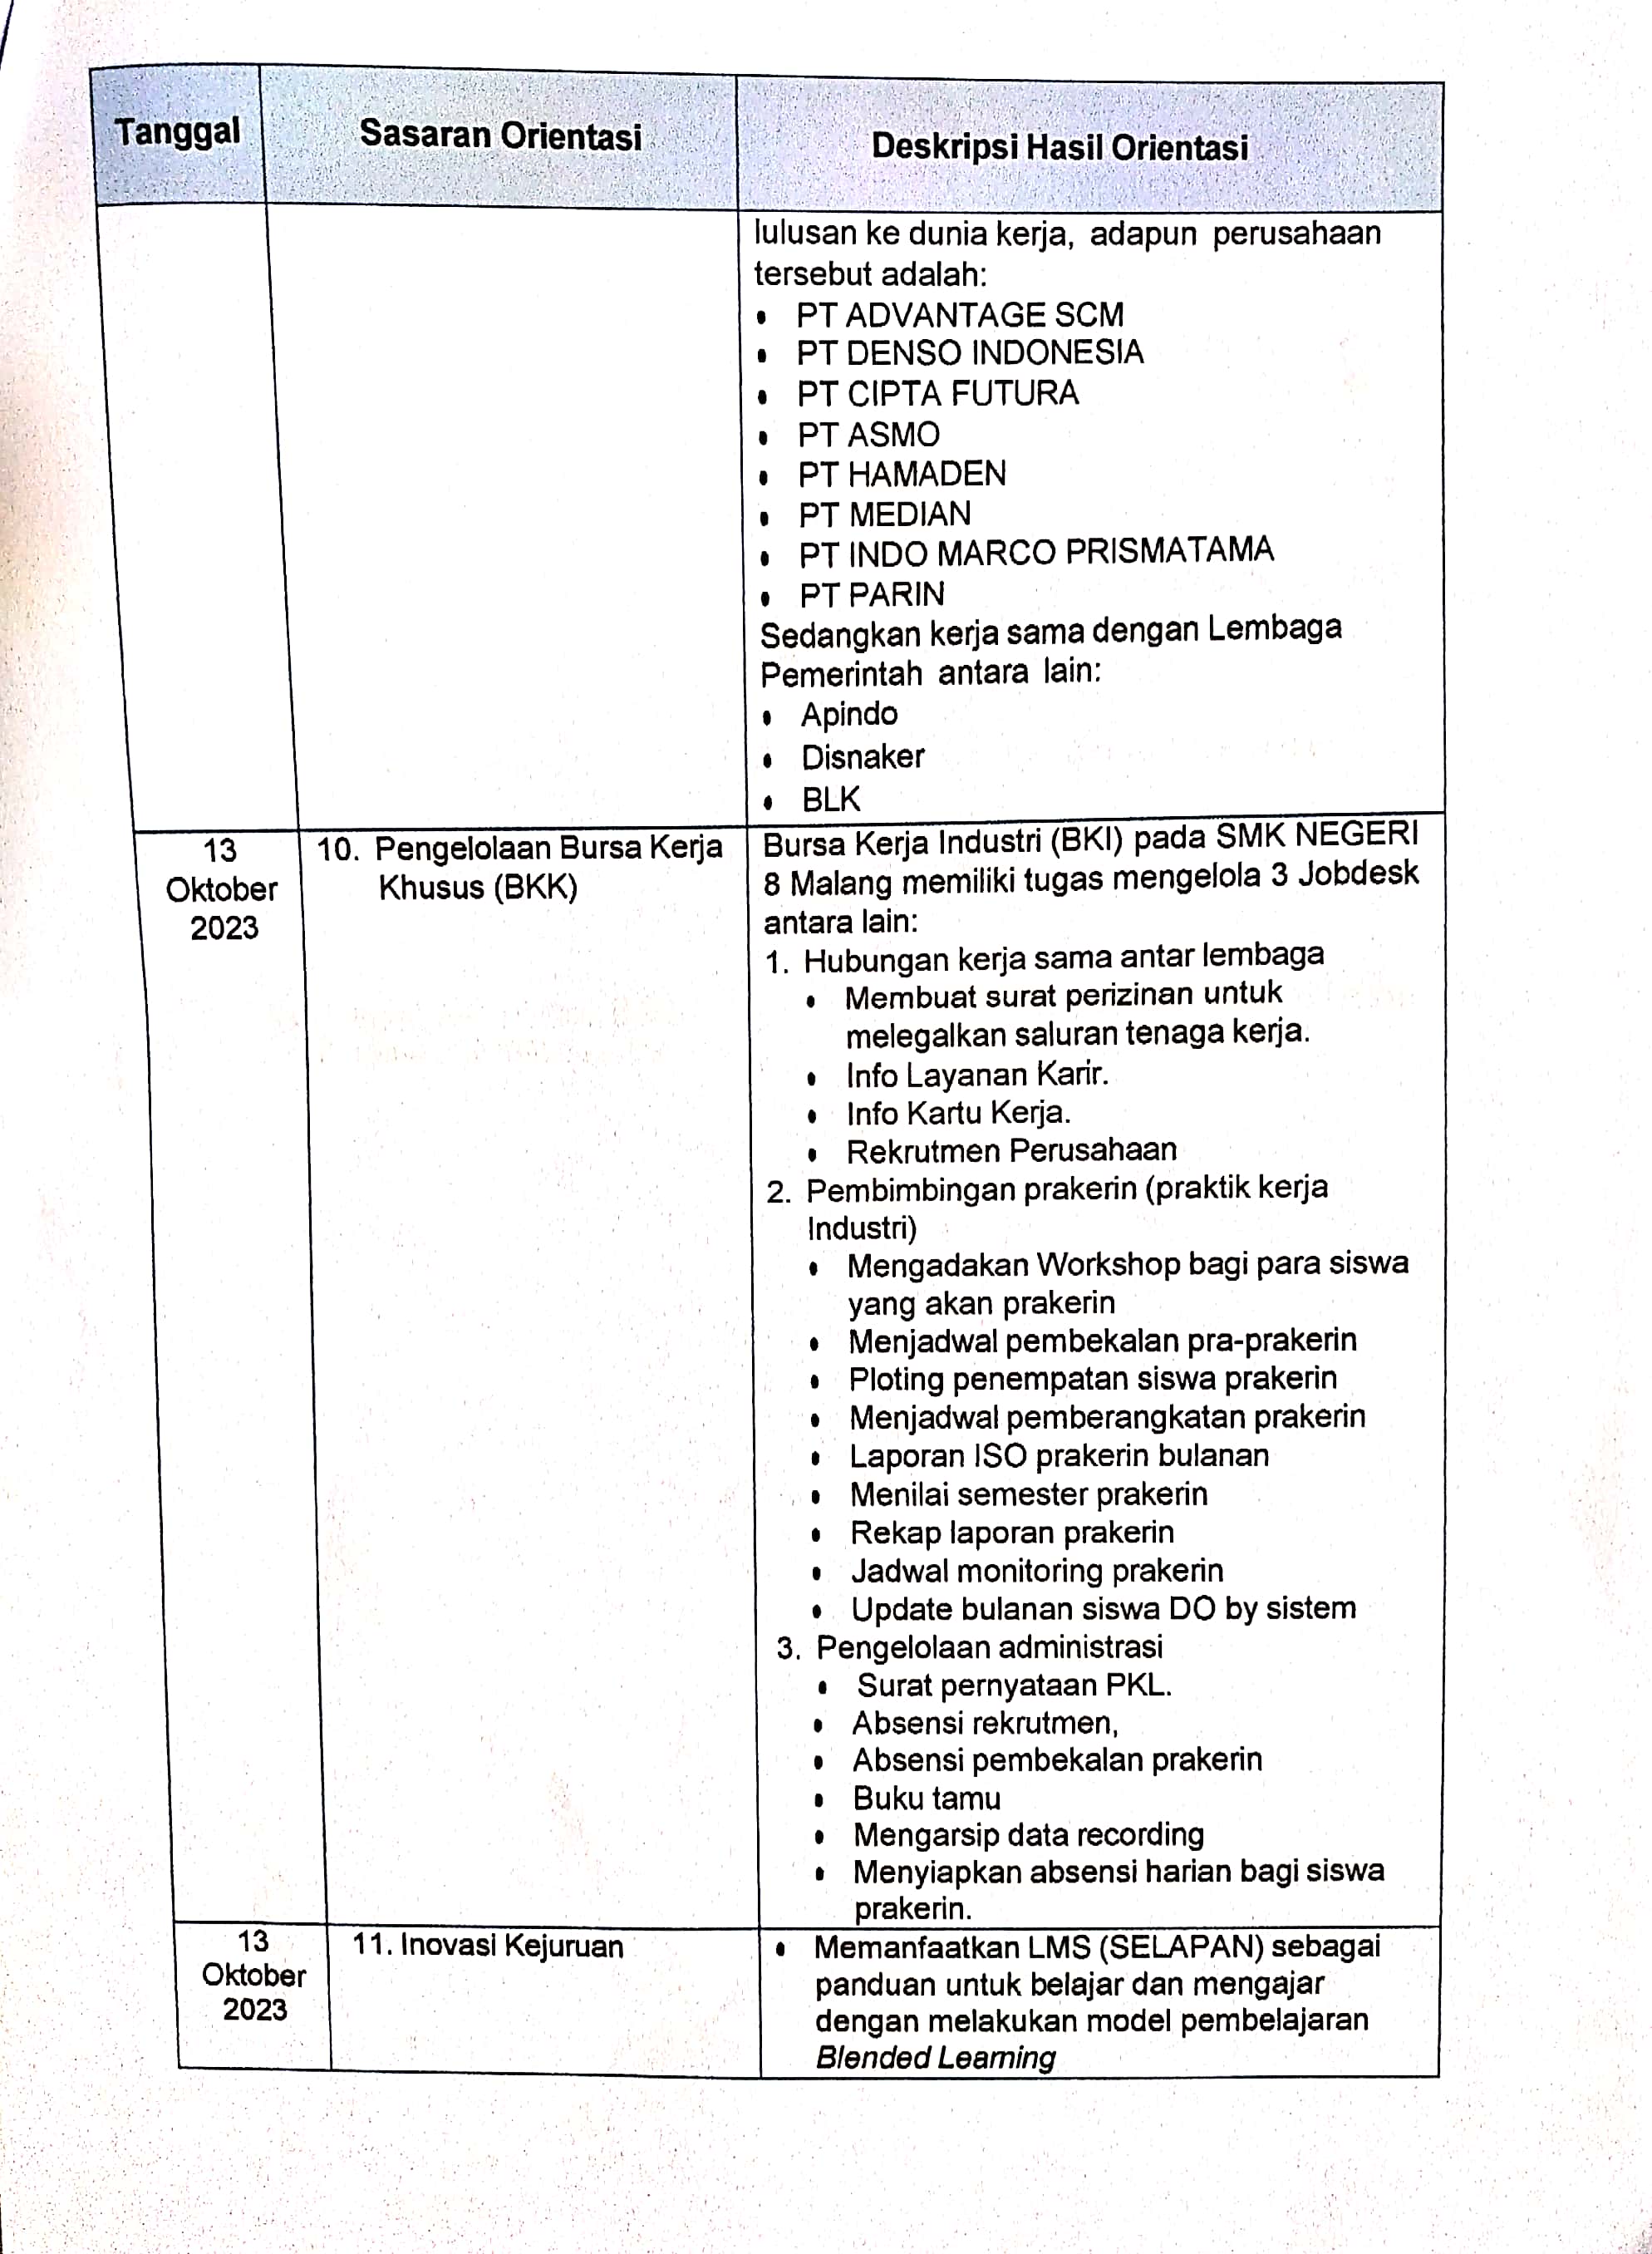 Tanggal
Sasaran Orientasi
Deskripsi Hasil Orientasi
lulusan ke dunia kerja, adapun perusahaan
tersebut adalah:
• PT ADVANTAGE SCM
• PT DENSO INDONESIA
• PT CIPTA FUTURA
• PT ASMO
• PT HAMADEN
• PT MEDIAN
• PT INDO MARCO PRISMATAMA
• PT PARIN
Sedangkan kerja sama dengan Lembaga
Pemerintah antara lain:
• Apindo
• Disnaker
• BLK
13
Oktober
2023
10. Pengelolaan Bursa Kerja
Khusus (BKK)
Bursa Kerja Industri (BKI) pada SMK NEGERI
8 Malang memiliki tugas mengelola 3 Jobdesk
antara lain:
1. Hubungan kerja sama antar lembaga
• Membuat surat perizinan untuk
melegalkan saluran tenaga kerja.
• Info Layanan Karir.
• Info Kartu Kerja.
• Rekrutmen Perusahaan
2. Pembimbingan prakerin (praktik kerja
Industri)
• Mengadakan Workshop bagi para siswa
yang akan prakerin
• Menjadwal pembekalan pra-prakerin
• Ploting penempatan siswa prakerin
• Menjadwal pemberangkatan prakerin
• Laporan ISO prakerin bulanan
• Menilai semester prakerin
• Rekap laporan prakerin
• Jadwal monitoring prakerin
• Update bulanan siswa DO by sistem
3. Pengelolaan administrasi
• Surat pernyataan PKL.
• Absensi rekrutmen,
• Absensi pembekalan prakerin
• Buku tamu
• Mengarsip data recording
• Menyiapkan absensi harian bagi siswa
prakerin.
13
Oktober
2023
11. Inovasi Kejuruan
• Memanfaatkan LMS (SELAPAN) sebagai
panduan untuk belajar dan mengajar
dengan melakukan model pembelajaran
Blended Learning